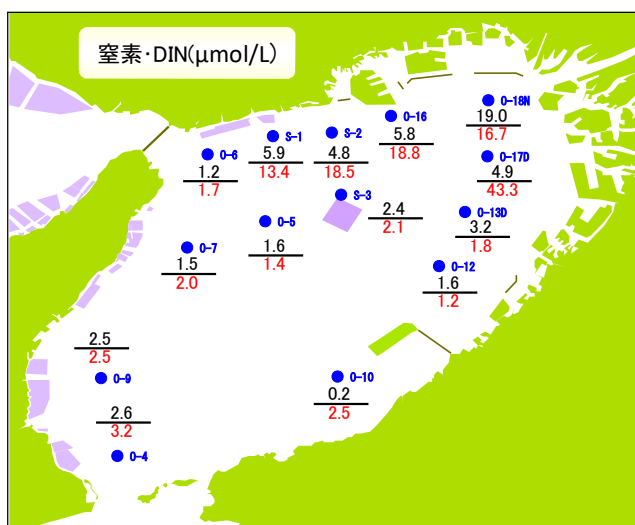 窒素・DIN(μmol/L)
O-18N
19.0
16.7
O-16
5.8
18.8
S-2
4.8
18.5
S-1
5.9
13.4
O-6
1.2
1.7
O-17D
4.9
43.3
S-3
2.4
2.1
O-13D
3.2
1.8
O-5
1.6
1.4
O-7
1.5
2.0
O-12
1.6
1.2
2.5
2.5
O-9
O-10
0.2
2.5
2.6
3.2
O-4